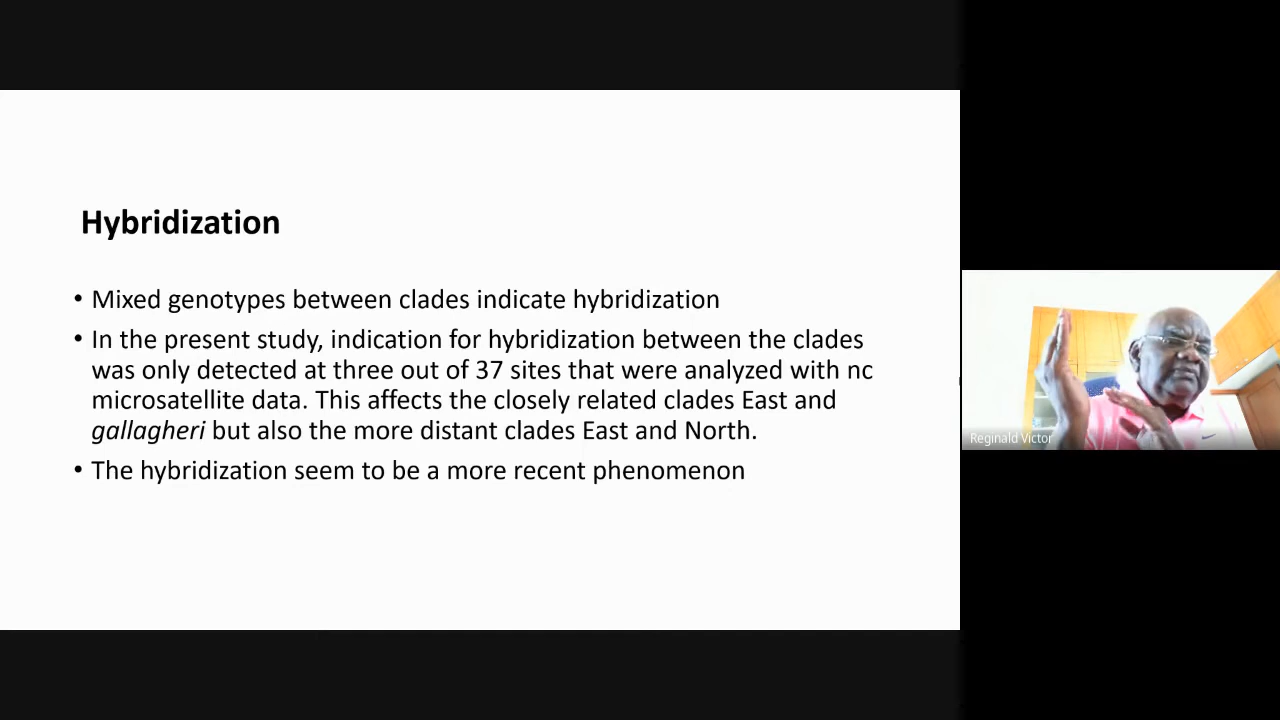 Hybridization
• Mixed genotypes between clades indicate hybridization
• In the present study, indication for hybridization between the clades
was only detected at three out of 37 sites that were analyzed with nc
microsatellite data. This affects the closely related clades East and
gallagheri but also the more distant clades East and North.
• The hybridization seem to be a more recent phenomenon
Reginald Victor